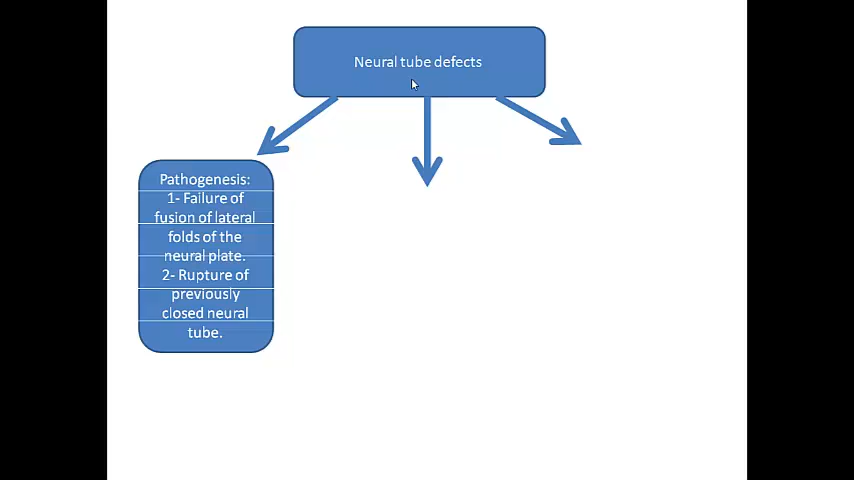 Neural tube defects
Pathogenesis:
1- Failure of
fusion of lateral
folds of the
neural plate.
2- Rupture of
previously
closed neural
tube.